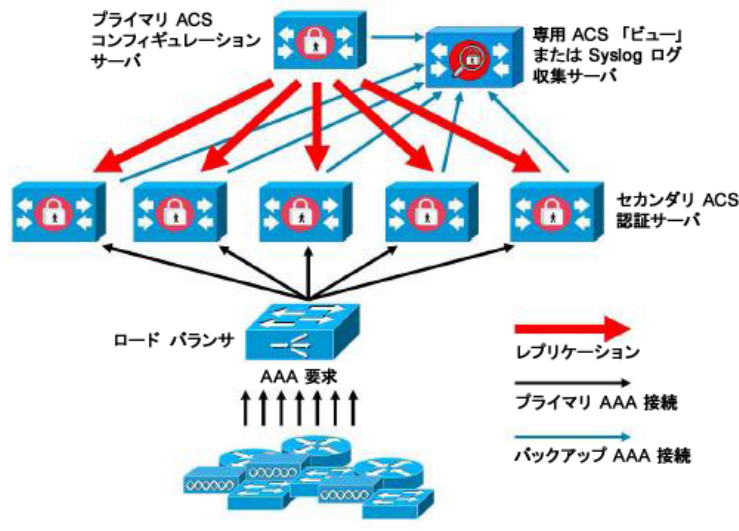 プライマリ ACS
コンフィギュレーション
サーバ
専用 ACS 「ビュー」
または Syslog ログ
収集サーバ
セカンダリ ACS
認証サーバ
ロード バランサ
AAA 要求
レプリケーション
プライマリ AAA 接続
バックアップ AAA 接続